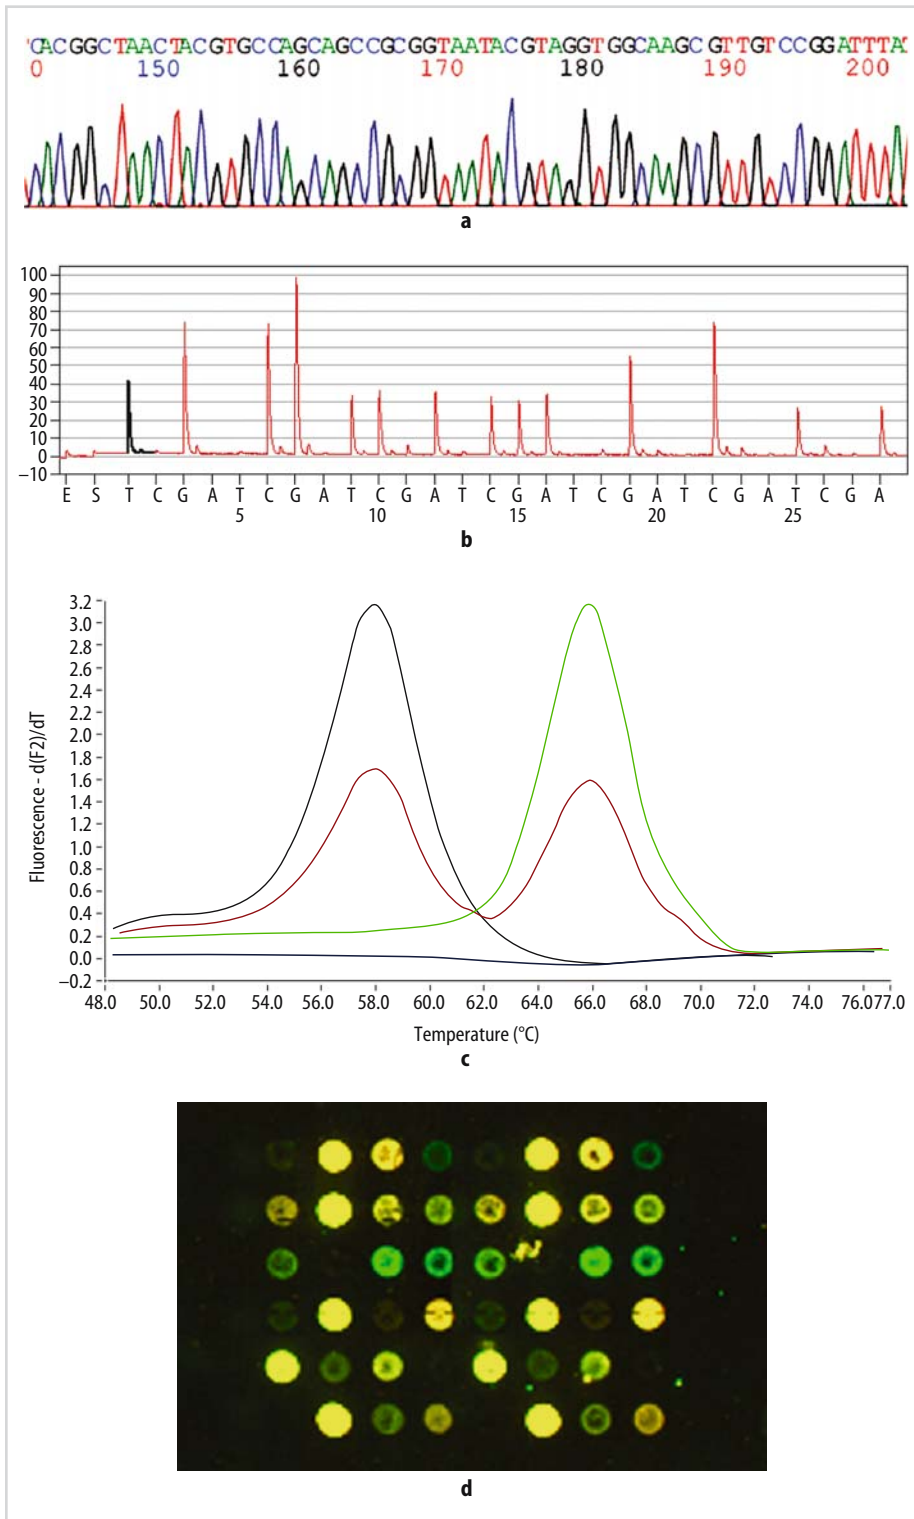 CACGGCTAACTACGTGCCAGCAGCCGCGGTAATACGTAGGTGGCAAGCGTTGTCCGGATTTA
0 150 160 170 180 190 200
a
100
90
80
70
60
50
40
30
20
10
0
−10
E S T C G A T C G A T C G A T C G A T C G A T C G A T C G A
5 10 15 20 25
b
3.2
3.0
2.8
2.6
2.4
2.2
2.0
1.8
1.6
1.4
1.2
1.0
0.8
0.6
0.4
0.2
0.0
−0.2
Fluorescence - d(F2)/dT
48.0 50.0 52.0 54.0 56.0 58.0 60.0 62.0 64.0 66.0 68.0 70.0 72.0 74.0 76.077.0
Temperature (°C)
c
d